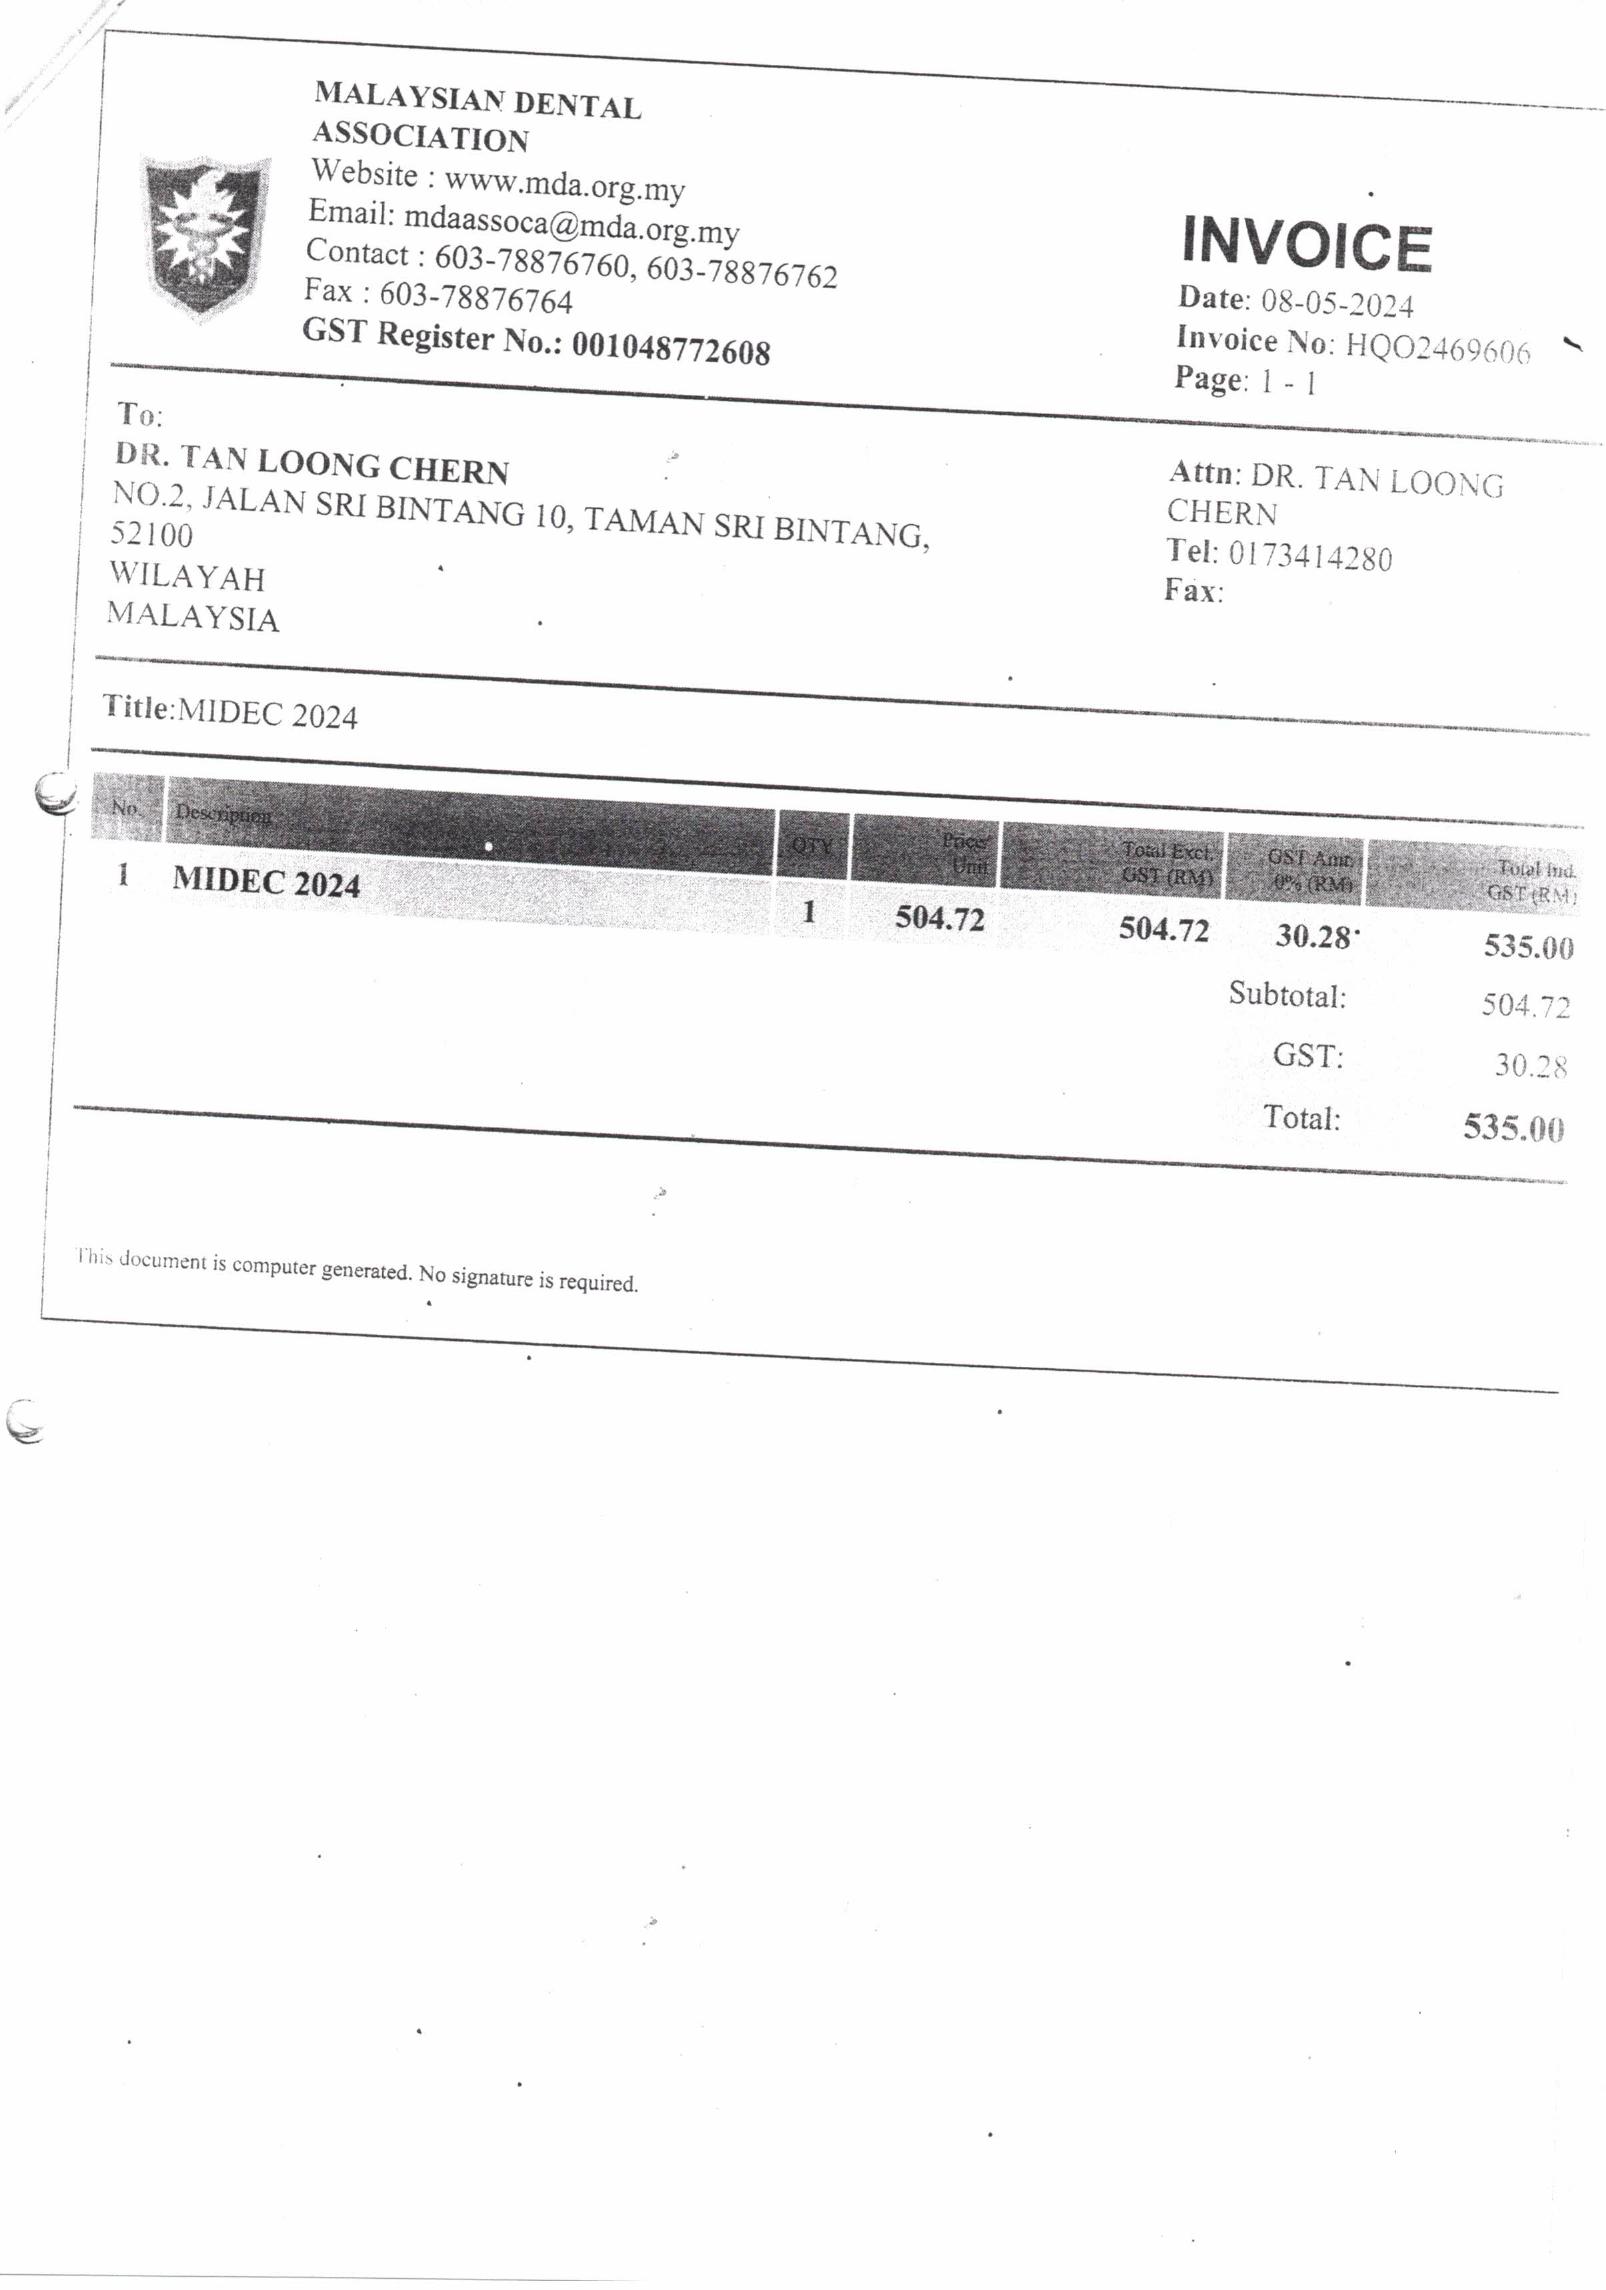 MALAYSIAN DENTAL
ASSOCIATION
Website : www.mda.org.my
Email: mdaassoca@mda.org.my
Contact : 603-78876760, 603-78876762
Fax : 603-78876764
GST Register No.: 001048772608
INVOICE
Date: 08-05-2024
Invoice No: HQO2469606
Page: 1 - 1
To:
DR. TAN LOONG CHERN
NO.2, JALAN SRI BINTANG 10, TAMAN SRI BINTANG,
52100
WILAYAH
MALAYSIA
Attn: DR. TAN LOONG
CHERN
Tel: 0173414280
Fax:
Title:MIDEC 2024
No. Description QTY Price/ Unit Total Excl. GST (RM) GST Amt. 0% (RM) Total Ind. GST (RM)
1 MIDEC 2024 1 504.72 504.72 30.28 535.00
Subtotal: 504.72
GST: 30.28
Total: 535.00
This document is computer generated. No signature is required.